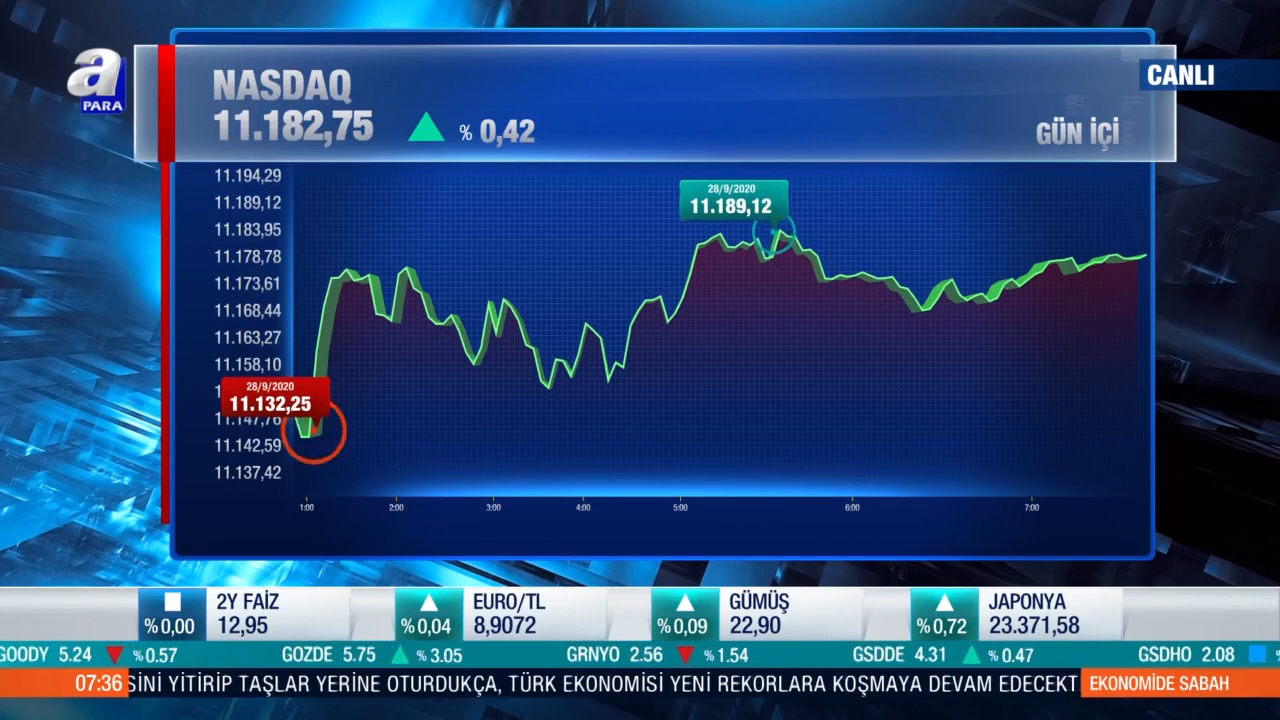 a
PARA
NASDAQ
11.182,75
% 0,42
CANLI
GÜN İÇİ
11.194,29
11.189,12
11.183,95
11.178,78
11.173,61
11.168,44
11.163,27
11.158,10
11.147,76
11.142,59
11.137,42
28/9/2020
11.189,12
28/9/2020
11.132,25
1:00 2:00 3:00 4:00 5:00 6:00 7:00
2Y FAİZ
% 0,00 12,95
EURO/TL
% 0,04 8,9072
GÜMÜŞ
% 0,09 22,90
JAPONYA
% 0,72 23.371,58
GOODY 5.24 % 0.57 GOZDE 5.75 % 3.05 GRNYO 2.56 % 1.54 GSDDE 4.31 % 0.47 GSDHO 2.08 %
07:36 SİNİ YİTİRİP TAŞLAR YERİNE OTURDUKÇA, TÜRK EKONOMİSİ YENİ REKORLARA KOŞMAYA DEVAM EDECEKT EKONOMİDE SABAH